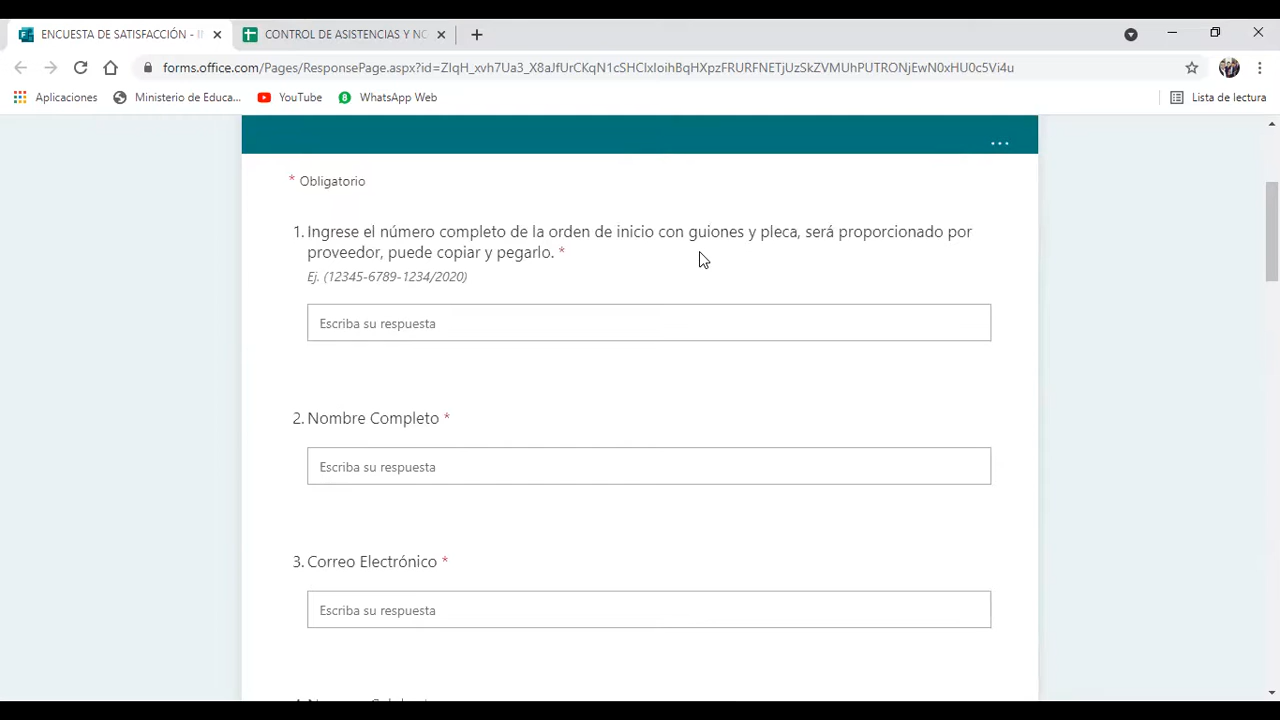 ENCUESTA DE SATISFACCIÓN - I
CONTROL DE ASISTENCIAS Y NO
forms.office.com/Pages/ResponsePage.aspx?id=ZIqH_xvh7Ua3_X8aJfUrCKqN1cSHCIxIoihBqHXpzFRURFNETjUzSkZVMUhPUTRONjEwN0xHU0c5Vi4u
Aplicaciones
Ministerio de Educa...
YouTube
8
WhatsApp Web
Lista de lectura
...
* Obligatorio
1. Ingrese el número completo de la orden de inicio con guiones y pleca, será proporcionado por
proveedor, puede copiar y pegarlo. *
Ej. (12345-6789-1234/2020)
Escriba su respuesta
2. Nombre Completo *
Escriba su respuesta
3. Correo Electrónico *
Escriba su respuesta